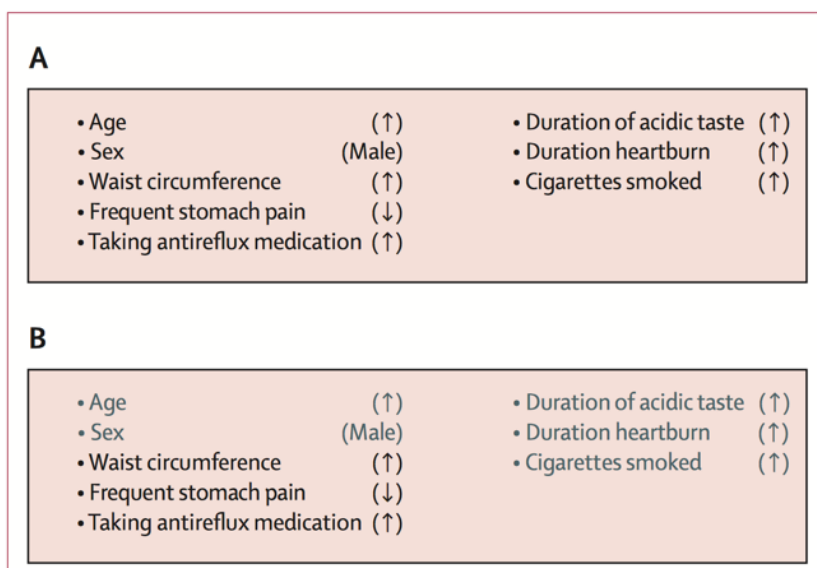 A
• Age (↑)
• Sex (Male)
• Waist circumference (↑)
• Frequent stomach pain (↓)
• Taking antireflux medication (↑)
• Duration of acidic taste (↑)
• Duration heartburn (↑)
• Cigarettes smoked (↑)
B
• Age (↑)
• Sex (Male)
• Waist circumference (↑)
• Frequent stomach pain (↓)
• Taking antireflux medication (↑)
• Duration of acidic taste (↑)
• Duration heartburn (↑)
• Cigarettes smoked (↑)